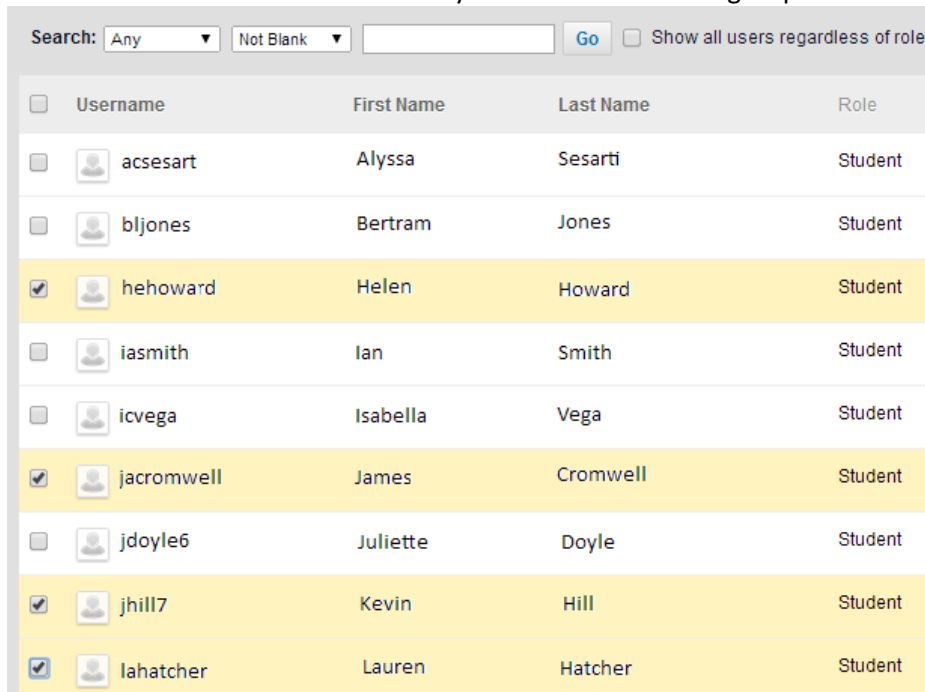 Search: Any Not Blank Go Show all users regardless of role
Username First Name Last Name Role
acsesart Alyssa Sesarti Student
bljones Bertram Jones Student
hehoward Helen Howard Student
iasmith Ian Smith Student
icvega Isabella Vega Student
jacromwell James Cromwell Student
jdoyle6 Juliette Doyle Student
jhill7 Kevin Hill Student
lahatcher Lauren Hatcher Student